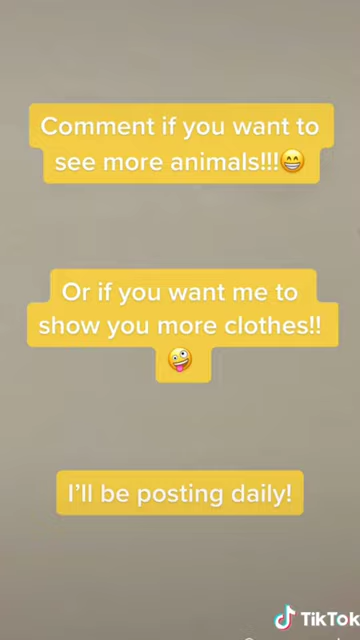 Comment if you want to
see more animals!!!😁
Or if you want me to
show you more clothes!!
🤪
I'll be posting daily!
TikTok